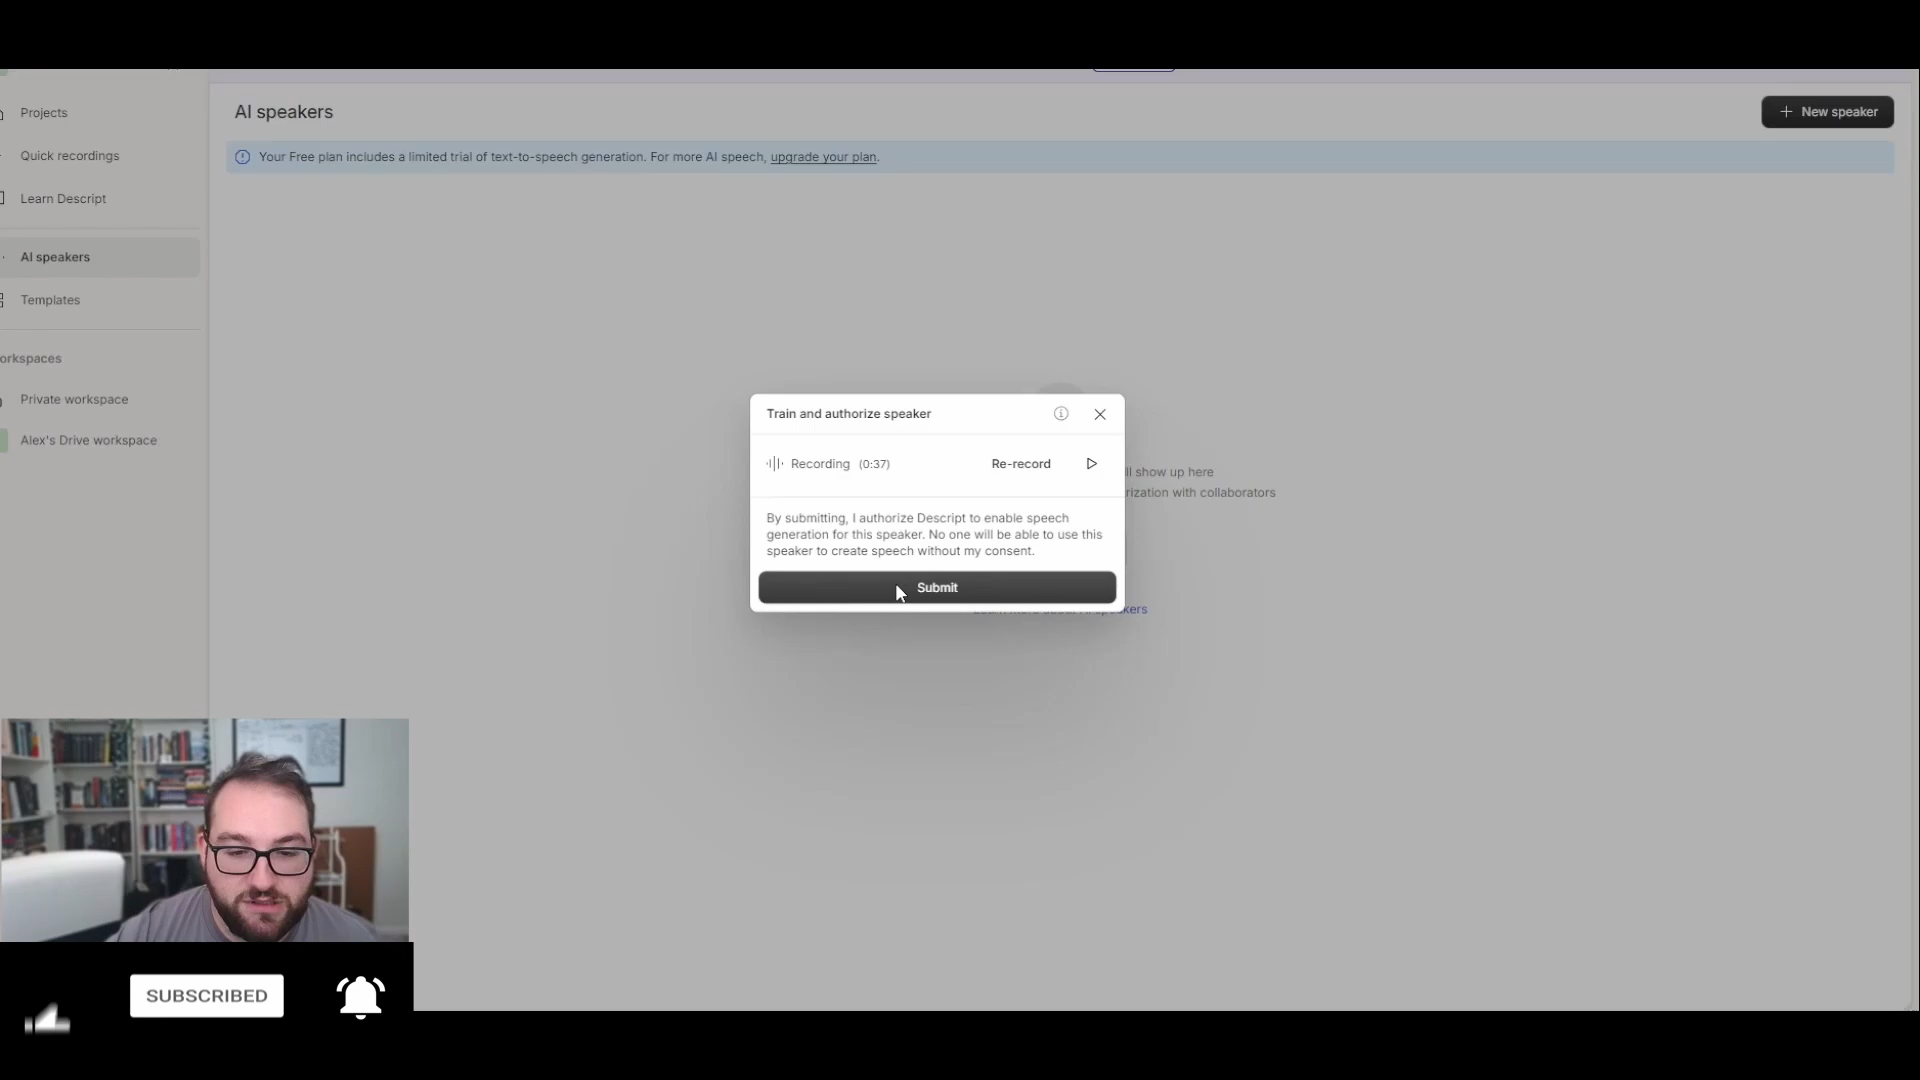 Projects
Quick recordings
Learn Descript
AI speakers
Templates
orkspaces
Private workspace
Alex's Drive workspace
AI speakers
New speaker
Your Free plan includes a limited trial of text-to-speech generation. For more AI speech, upgrade your plan.
Train and authorize speaker
Recording (0:37)
Re-record
ll show up here
rization with collaborators
By submitting, I authorize Descript to enable speech
generation for this speaker. No one will be able to use this
speaker to create speech without my consent.
Submit
kers
SUBSCRIBED